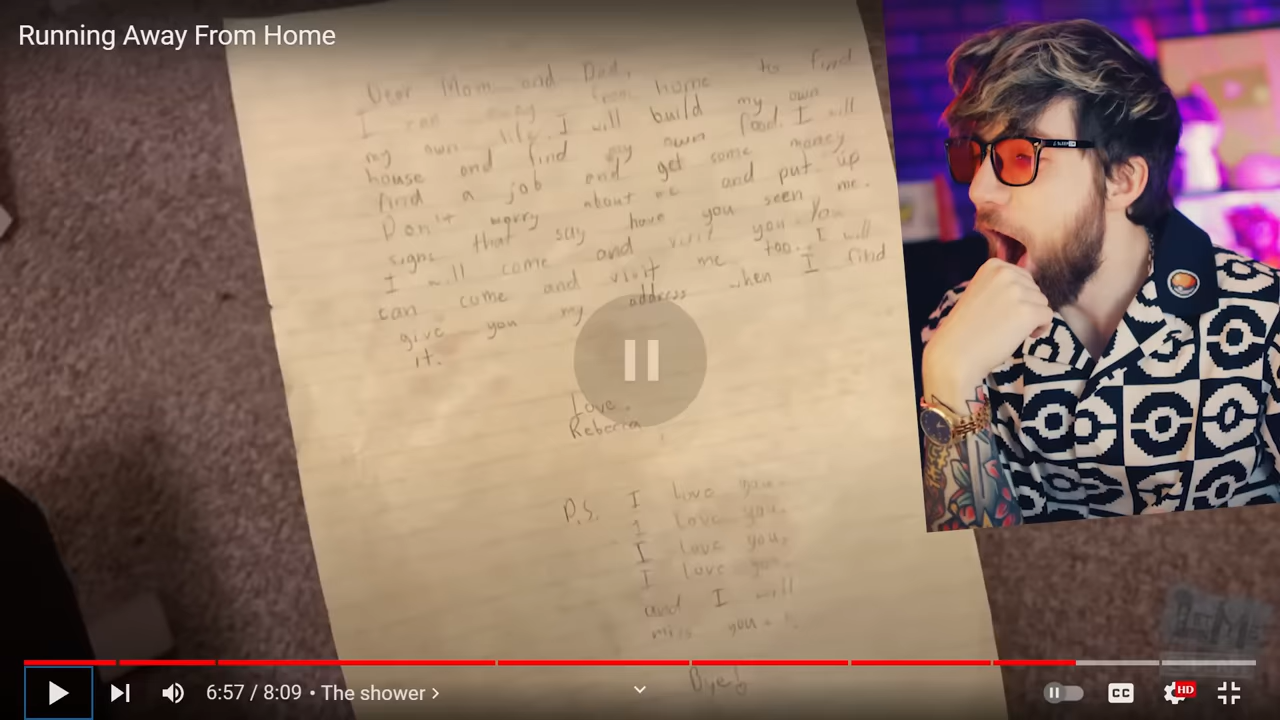 Running Away From Home
Dear Mom and Dad,
I ran away from home to find
my own life. I will build my own
house and find my own food. I will
find a job and get some money
Don't worry about me and put up
signs that say have you seen me.
I will come and visit you. You
can come and visit me too. I will
give you my address when I find
it.
Love,
Rebecca
P.S. I love you.
I love you.
I love you,
I love you.
and I will
miss you.
6:57 / 8:09 • The shower
CC
HD